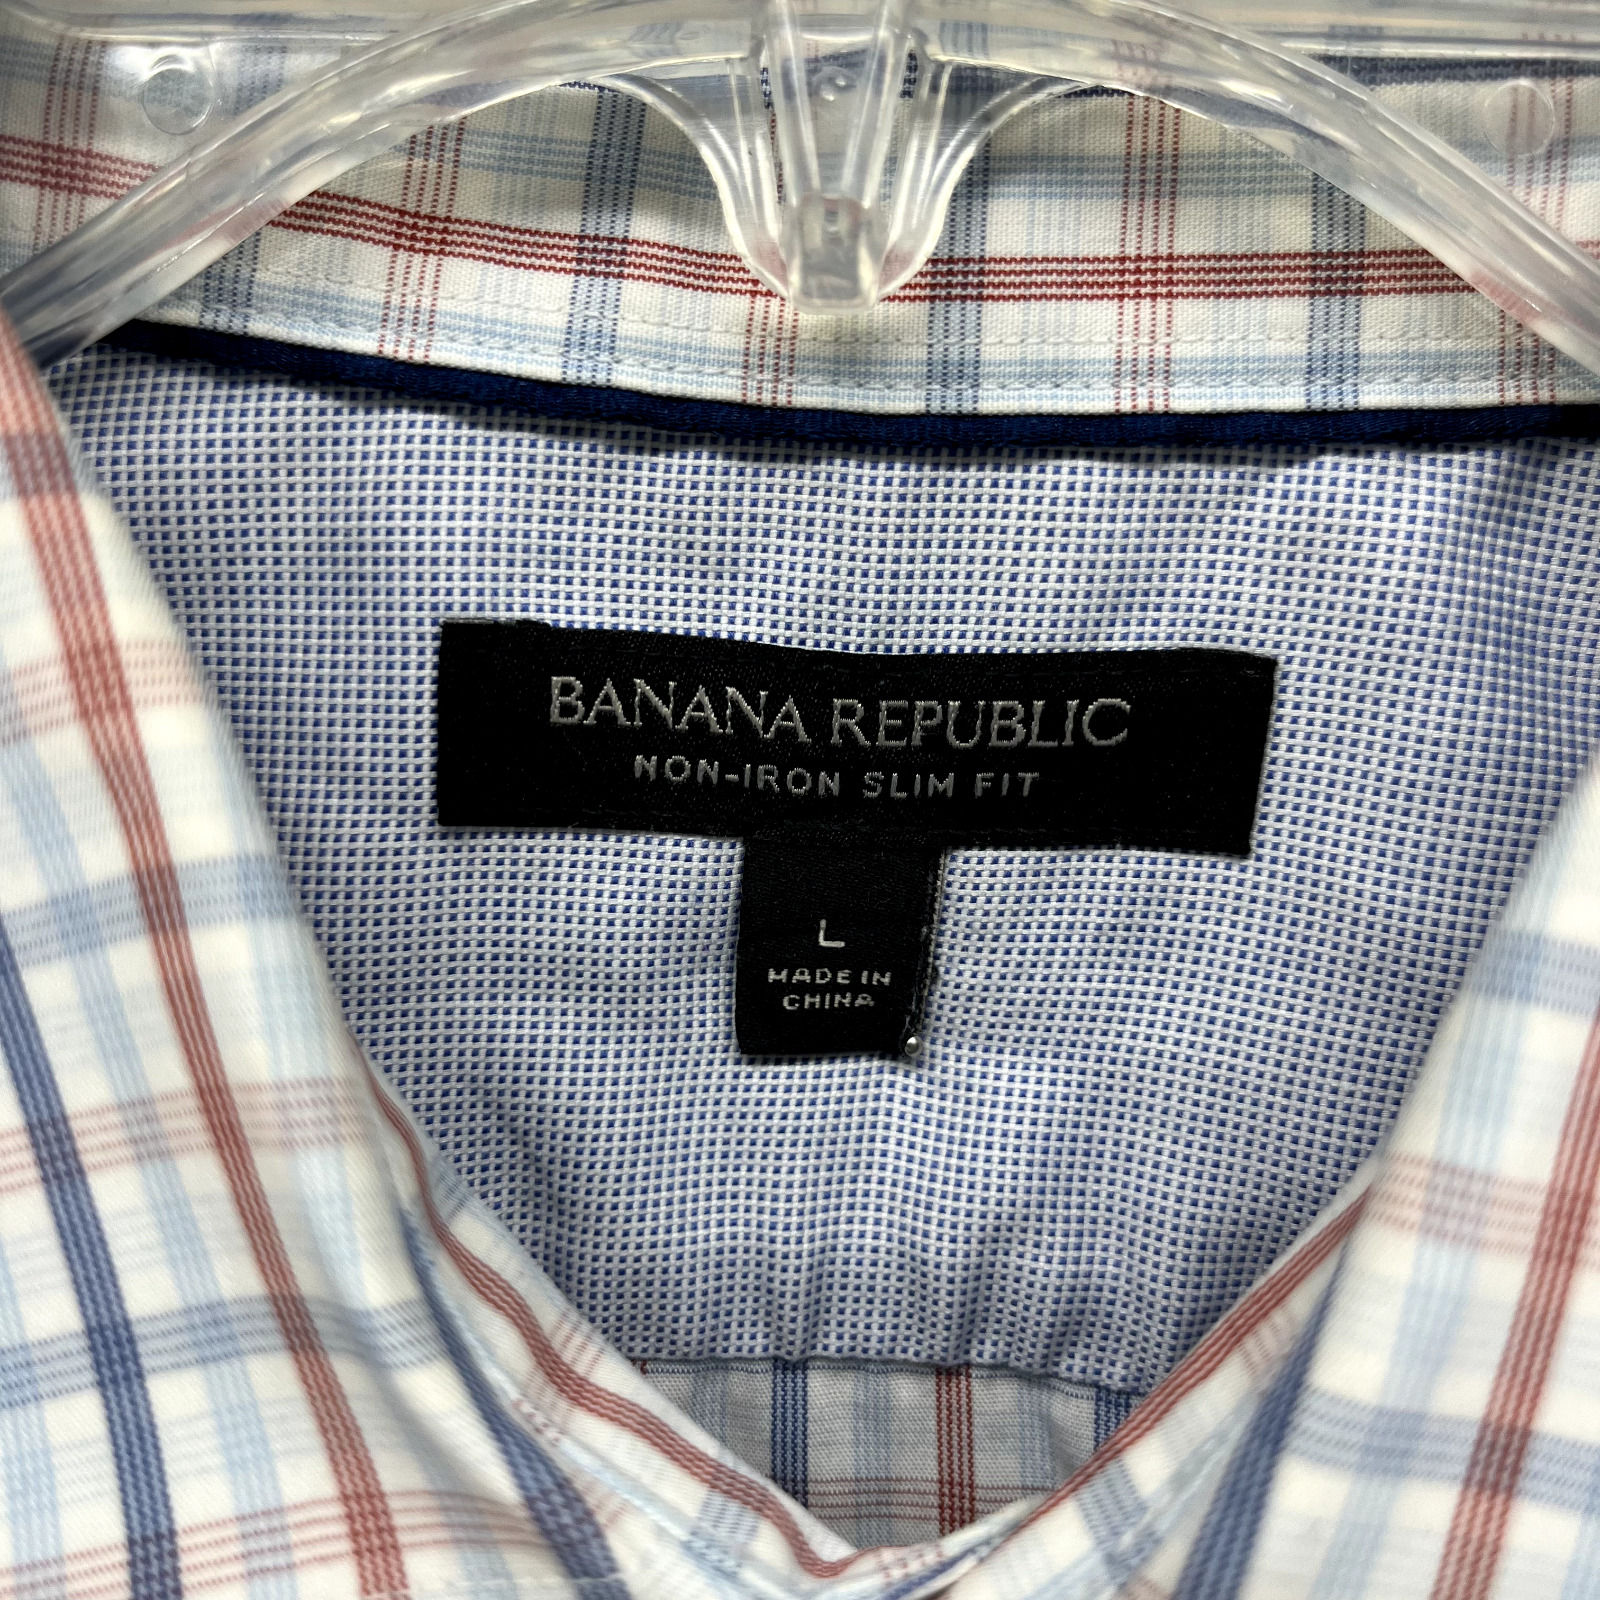 BANANA REPUBLIC
NON-IRON SLIM FIT
L
MADE IN
CHINA